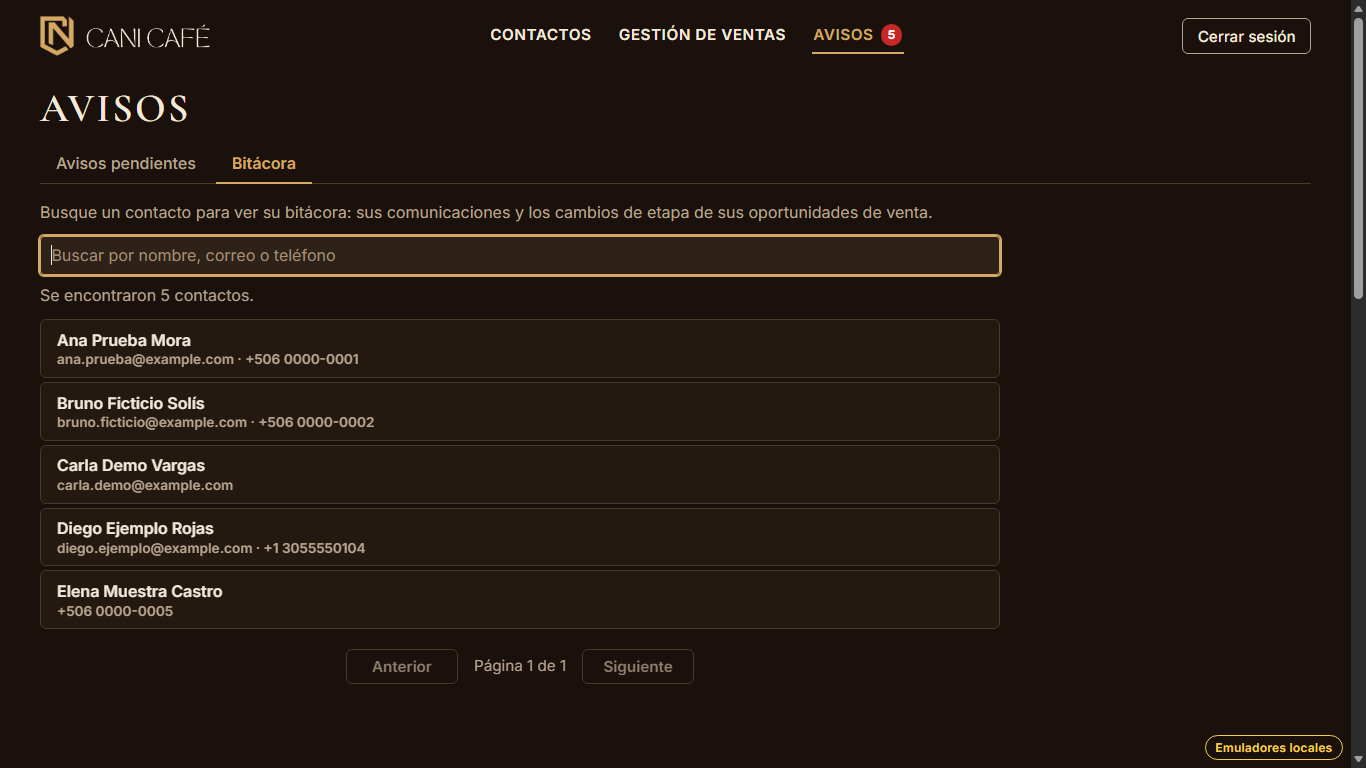 CANI CAFÉ
CONTACTOS
GESTIÓN DE VENTAS
AVISOS 5
Cerrar sesión
AVISOS
Avisos pendientes
Bitácora
Busque un contacto para ver su bitácora: sus comunicaciones y los cambios de etapa de sus oportunidades de venta.
Buscar por nombre, correo o teléfono
Se encontraron 5 contactos.
Ana Prueba Mora
ana.prueba@example.com · +506 0000-0001
Bruno Ficticio Solís
bruno.ficticio@example.com · +506 0000-0002
Carla Demo Vargas
carla.demo@example.com
Diego Ejemplo Rojas
diego.ejemplo@example.com · +1 3055550104
Elena Muestra Castro
+506 0000-0005
Anterior
Página 1 de 1
Siguiente
Emuladores locales